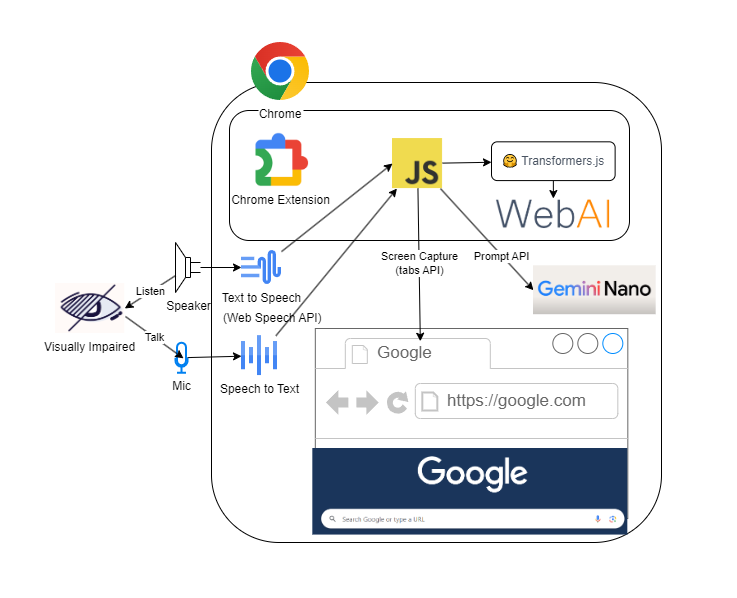 Chrome
Chrome Extension
JS
🤗 Transformers.js
WebAI
Screen Capture
(tabs API)
Prompt API
Gemini Nano
Listen
Speaker
Text to Speech
(Web Speech API)
Visually Impaired
Talk
Mic
Speech to Text
Google
https://google.com
Google
Search Google or type a URL